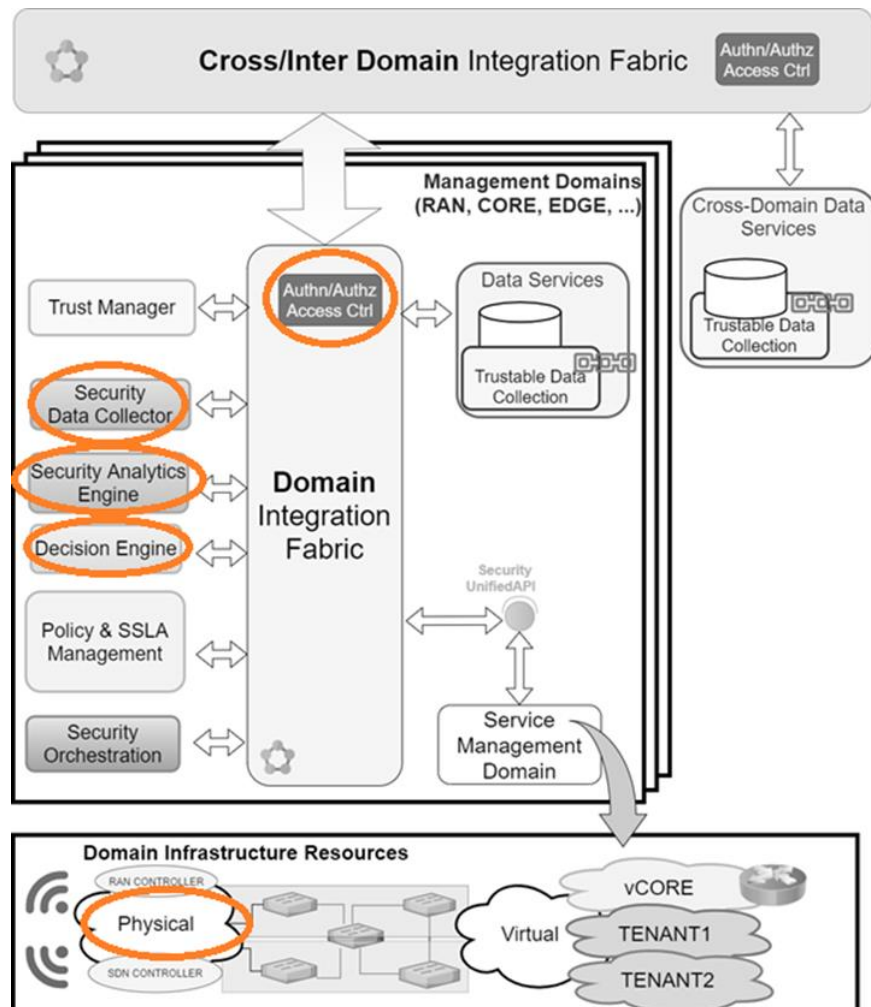 Cross/Inter Domain Integration Fabric
Authn/Authz
Access Ctrl
Management Domains
(RAN, CORE, EDGE, ...)
Cross-Domain Data
Services
Trustable Data
Collection
Trust Manager
Authn/Authz
Access Ctrl
Data Services
Trustable Data
Collection
Security
Data Collector
Security Analytics
Engine
Decision Engine
Policy & SSLA
Management
Security
Orchestration
Domain
Integration
Fabric
Security
UnifiedAPI
Service
Management
Domain
Domain Infrastructure Resources
RAN CONTROLLER
Physical
SDN CONTROLLER
Virtual
vCORE
TENANT1
TENANT2